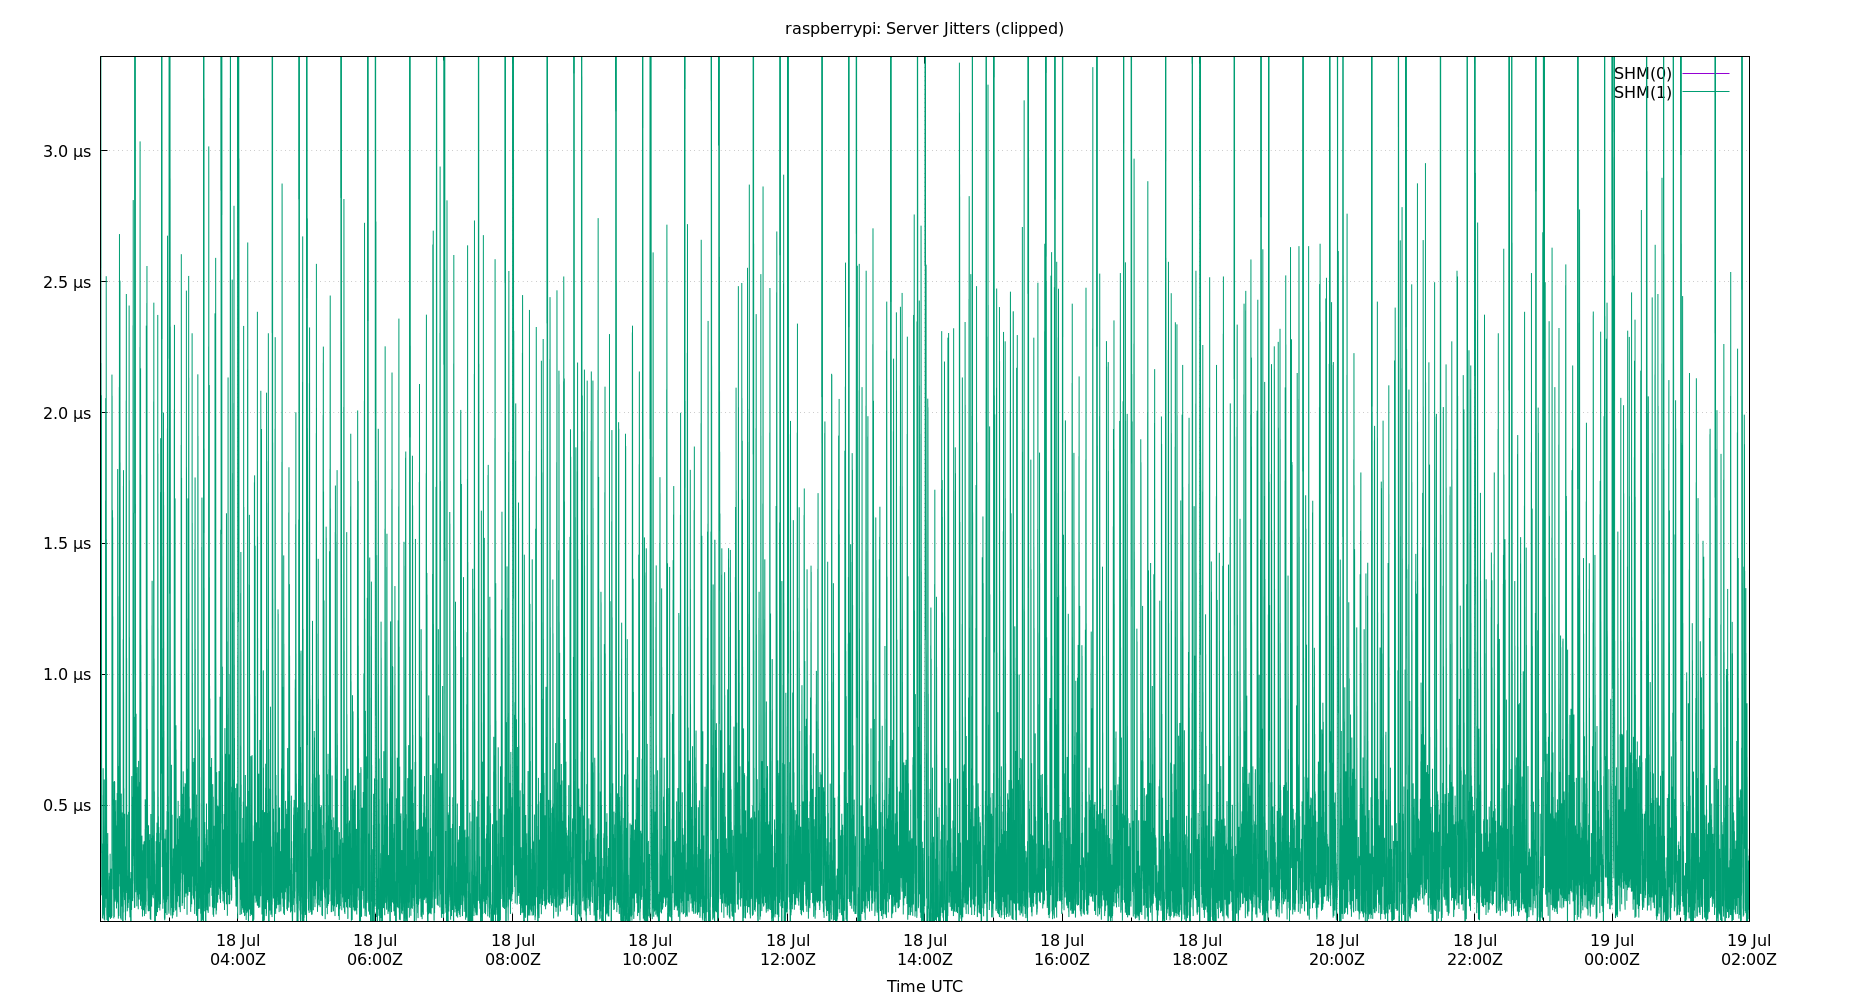 raspberrypi: Server Jitters (clipped)
SHM(0)
SHM(1)
3.0 µs
2.5 µs
2.0 µs
1.5 µs
1.0 µs
0.5 µs
18 Jul 18 Jul 18 Jul 18 Jul 18 Jul 18 Jul 18 Jul 18 Jul 18 Jul 18 Jul 19 Jul 19 Jul
04:00Z 06:00Z 08:00Z 10:00Z 12:00Z 14:00Z 16:00Z 18:00Z 20:00Z 22:00Z 00:00Z 02:00Z
Time UTC